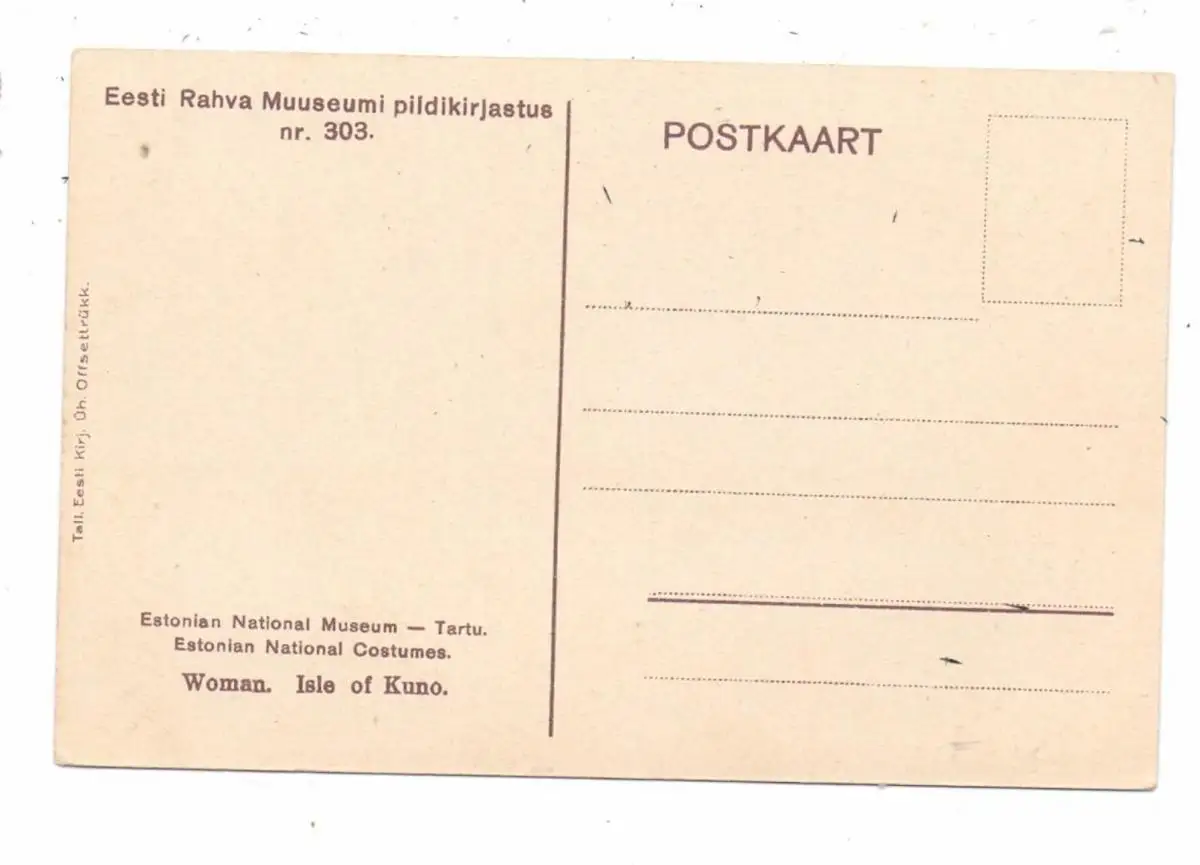 Eesti Rahva Muuseumi pildikirjastus
nr. 303.
POSTKAART
Tall. Eesti Kirj. Üh. Offsettrükk.
Estonian National Museum — Tartu.
Estonian National Costumes.
Woman. Isle of Kuno.